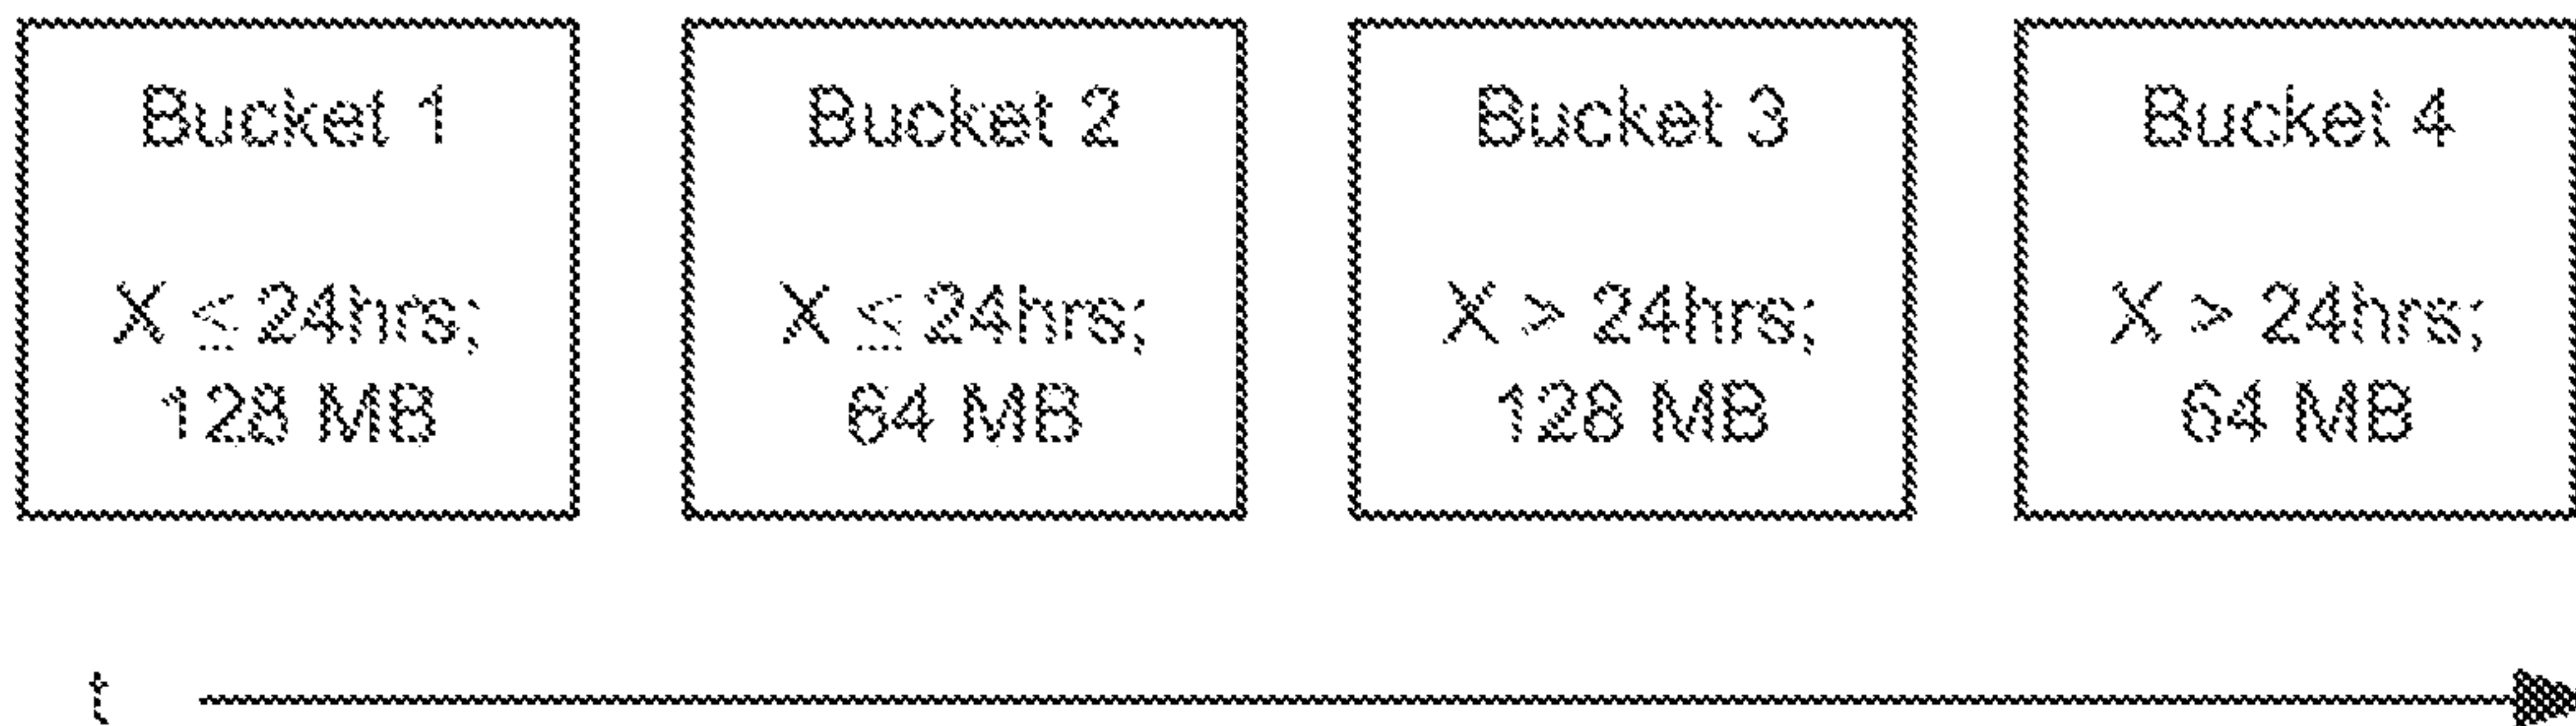 Bucket 1
X ≤ 24hrs;
128 MB
Bucket 2
X ≤ 24hrs;
64 MB
Bucket 3
X > 24hrs;
128 MB
Bucket 4
X > 24hrs;
64 MB
t